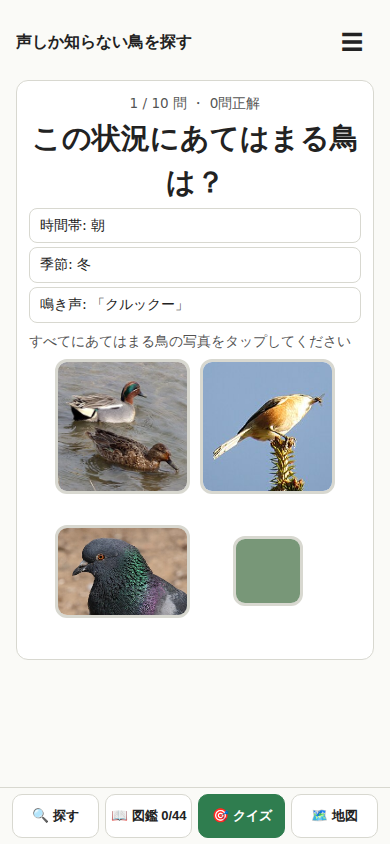 声しか知らない鳥を探す
1 / 10 問 ・ 0問正解
この状況にあてはまる鳥
は？
時間帯: 朝
季節: 冬
鳴き声: 「クルックー」
すべてにあてはまる鳥の写真をタップしてください
探す
図鑑 0/44
クイズ
地図